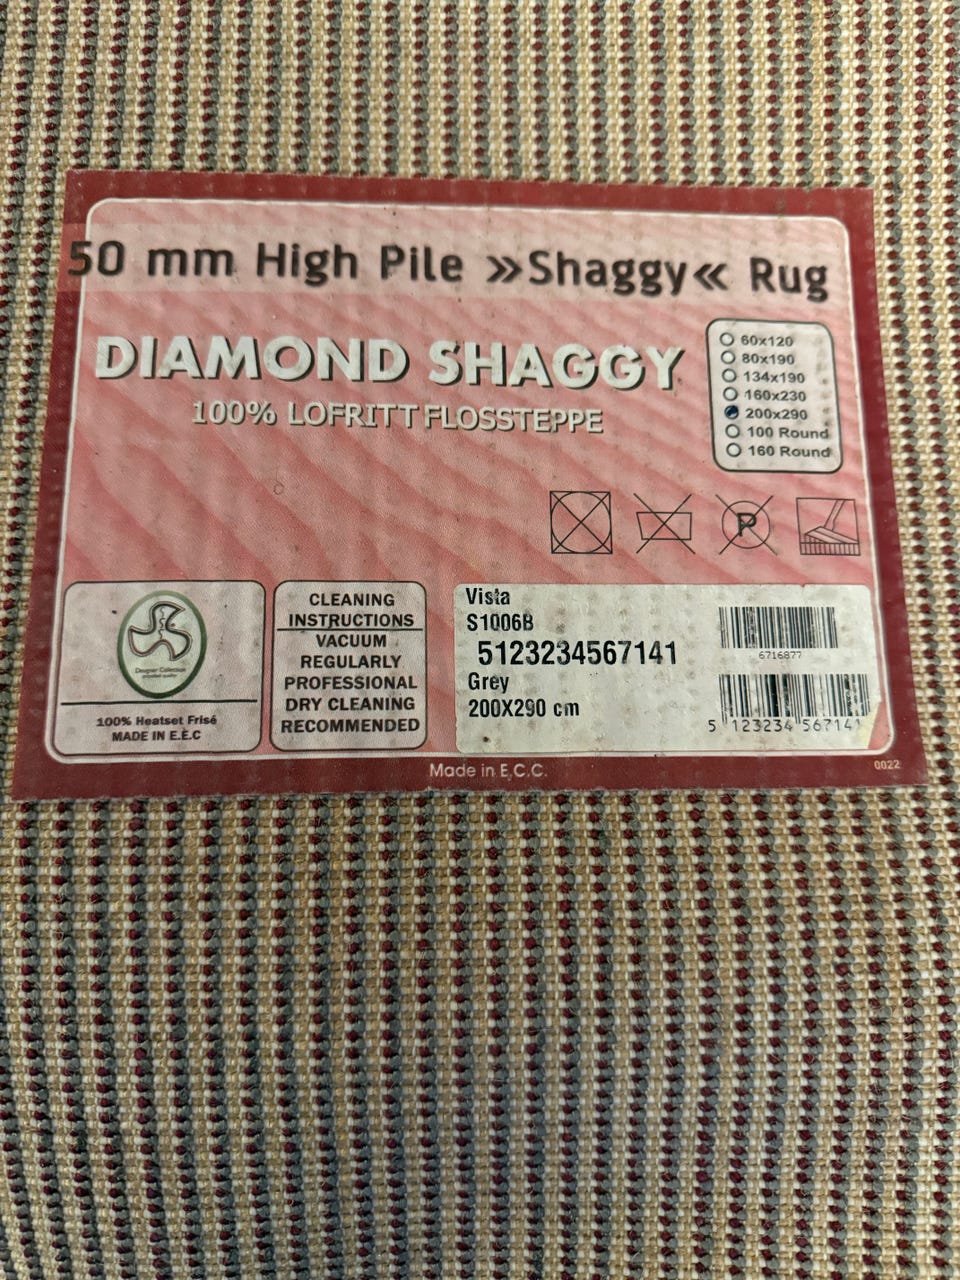 50 mm High Pile »Shaggy« Rug
DIAMOND SHAGGY
100% LOFRITT FLOSSTEPPE
60x120
80x190
134x190
160x230
200x290
100 Round
160 Round
P
Designer Collection
100% Heatset Frisé
MADE IN E.E.C
CLEANING
INSTRUCTIONS
VACUUM
REGULARLY
PROFESSIONAL
DRY CLEANING
RECOMMENDED
Vista
S1006B
5123234567141
Grey
200X290 cm
6716877
5 123234 567141
Made in E.C.C.
0022